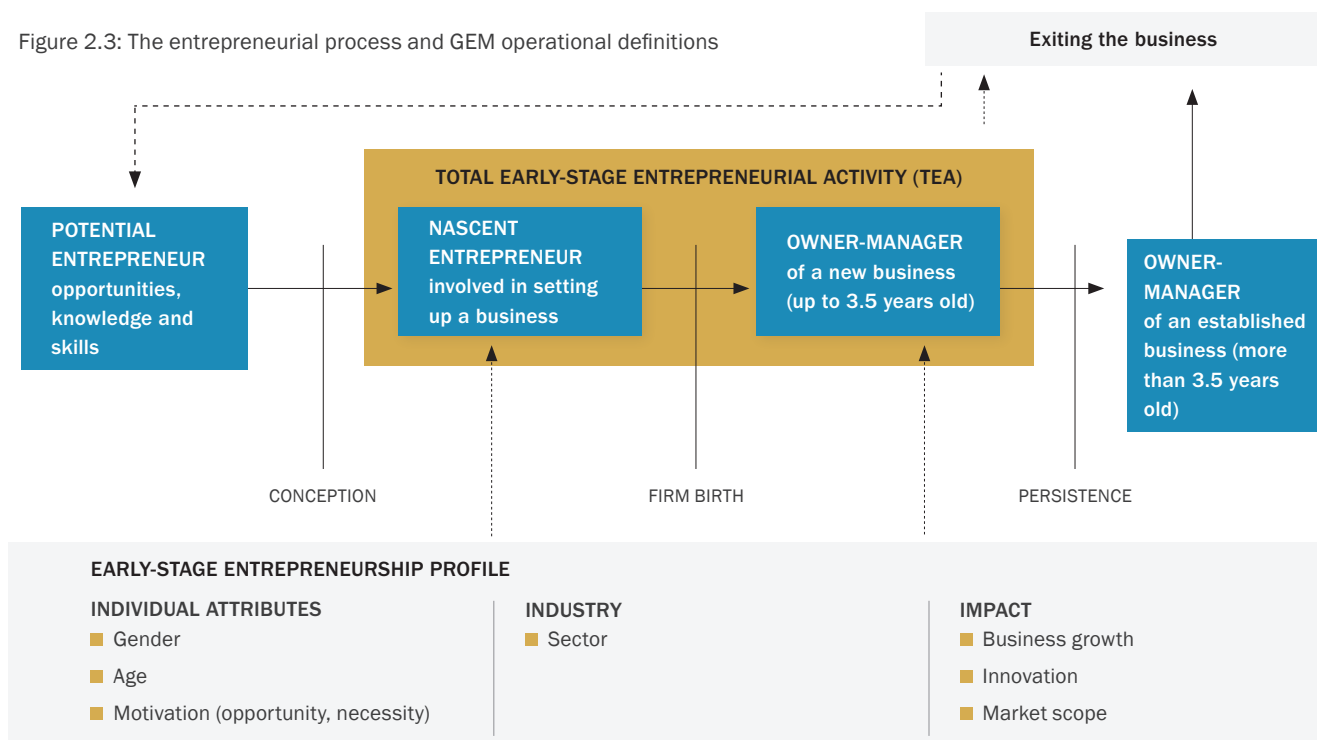 Figure 2.3: The entrepreneurial process and GEM operational definitions
Exiting the business
TOTAL EARLY-STAGE ENTREPRENEURIAL ACTIVITY (TEA)
POTENTIAL
ENTREPRENEUR
opportunities,
knowledge and
skills
NASCENT
ENTREPRENEUR
involved in setting
up a business
OWNER-MANAGER
of a new business
(up to 3.5 years old)
OWNER-
MANAGER
of an established
business (more
than 3.5 years
old)
CONCEPTION
FIRM BIRTH
PERSISTENCE
EARLY-STAGE ENTREPRENEURSHIP PROFILE
INDIVIDUAL ATTRIBUTES
Gender
Age
Motivation (opportunity, necessity)
INDUSTRY
Sector
IMPACT
Business growth
Innovation
Market scope